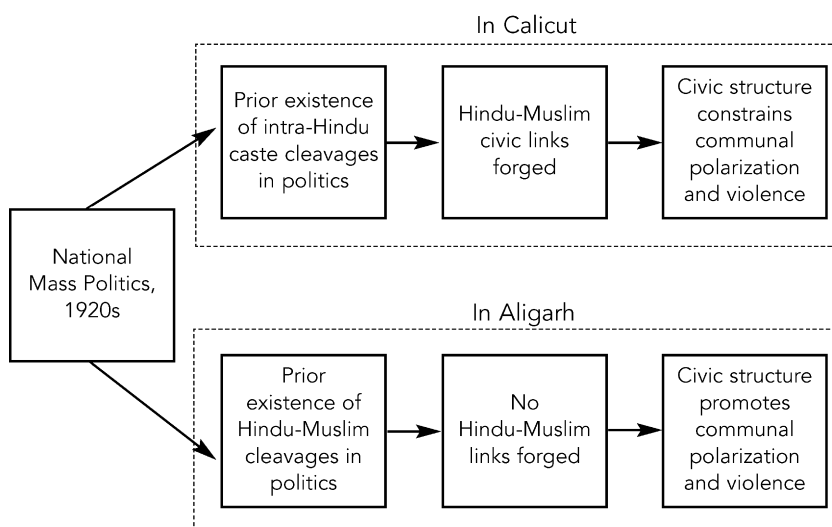 In Calicut
Prior existence
of intra-Hindu
caste cleavages
in politics
Hindu-Muslim
civic links
forged
Civic structure
constrains
communal
polarization
and violence
National
Mass Politics,
1920s
In Aligarh
Prior
existence of
Hindu-Muslim
cleavages in
politics
No
Hindu-Muslim
links forged
Civic structure
promotes
communal
polarization
and violence